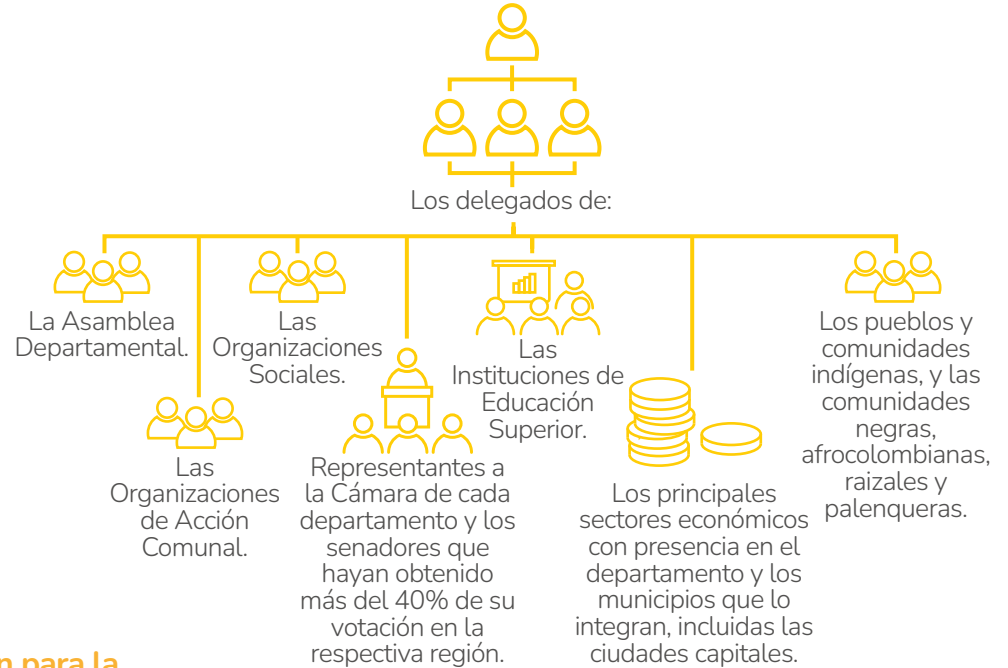 Los delegados de:
La Asamblea
Departamental.
Las
Organizaciones
de Acción
Comunal.
Las
Organizaciones
Sociales.
Representantes a
la Cámara de cada
departamento y los
senadores que
hayan obtenido
más del 40% de su
votación en la
respectiva región.
Las
Instituciones de
Educación
Superior.
Los principales
sectores económicos
con presencia en el
departamento y los
municipios que lo
integran, incluidas las
ciudades capitales.
Los pueblos y
comunidades
indígenas, y las
comunidades
negras,
afrocolombianas,
raizales y
palenqueras.
para la